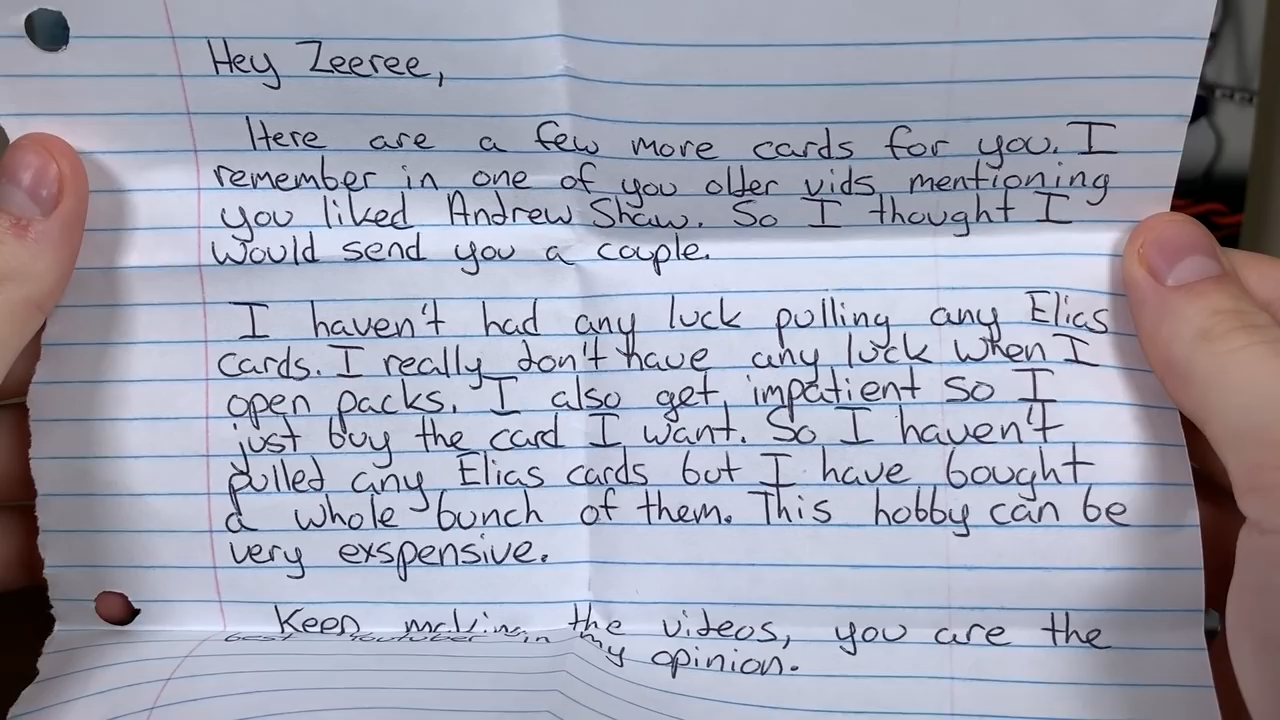 Hey Zeeree,
Here are a few more cards for you. I
remember in one of you older vids mentioning
you liked Andrew Shaw. So I thought I
would send you a couple.
I haven't had any luck pulling any Elias
cards. I really don't have any luck when I
open packs. I also get impatient so I
just buy the card I want. So I haven't
pulled any Elias cards but I have bought
a whole bunch of them. This hobby can be
very exspensive.
Keep making the videos, you are the
best Youtuber in my opinion.